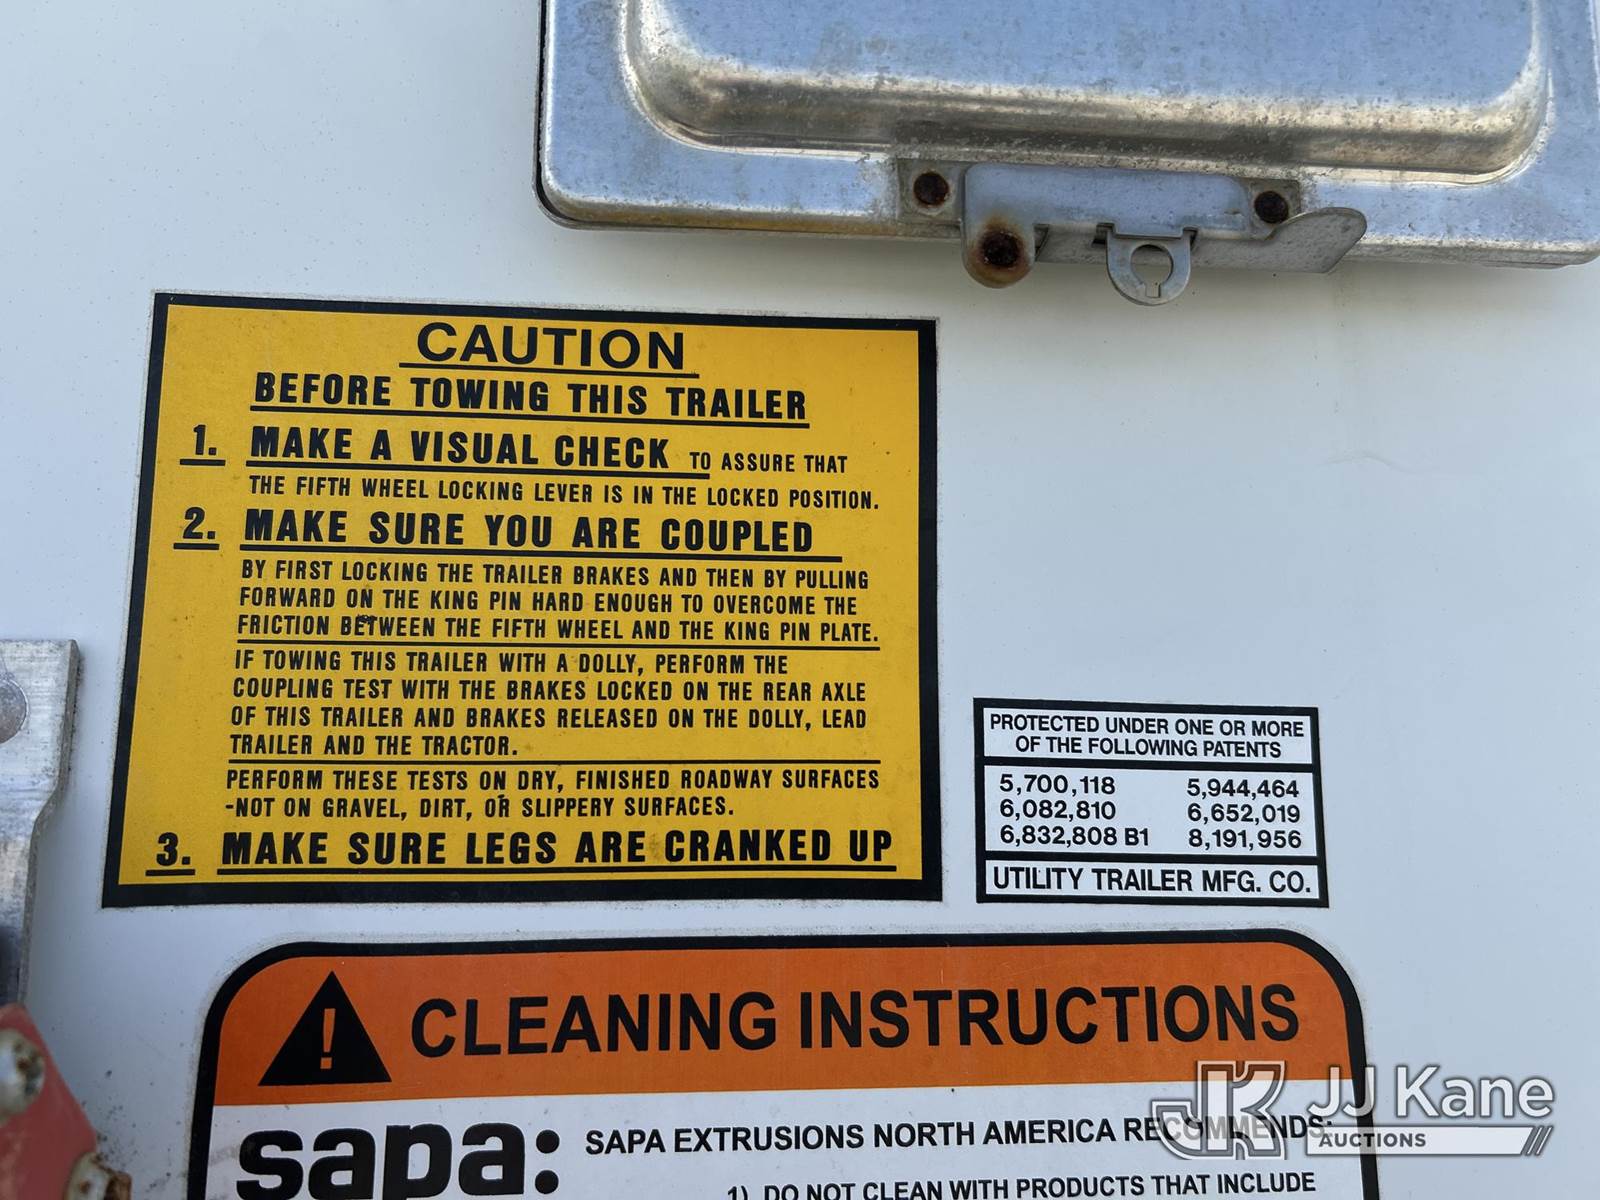 CAUTION
BEFORE TOWING THIS TRAILER
1. MAKE A VISUAL CHECK TO ASSURE THAT
THE FIFTH WHEEL LOCKING LEVER IS IN THE LOCKED POSITION.
2. MAKE SURE YOU ARE COUPLED
BY FIRST LOCKING THE TRAILER BRAKES AND THEN BY PULLING
FORWARD ON THE KING PIN HARD ENOUGH TO OVERCOME THE
FRICTION BETWEEN THE FIFTH WHEEL AND THE KING PIN PLATE.
IF TOWING THIS TRAILER WITH A DOLLY, PERFORM THE
COUPLING TEST WITH THE BRAKES LOCKED ON THE REAR AXLE
OF THIS TRAILER AND BRAKES RELEASED ON THE DOLLY, LEAD
TRAILER AND THE TRACTOR.
PERFORM THESE TESTS ON DRY, FINISHED ROADWAY SURFACES
-NOT ON GRAVEL, DIRT, OR SLIPPERY SURFACES.
3. MAKE SURE LEGS ARE CRANKED UP
PROTECTED UNDER ONE OR MORE
OF THE FOLLOWING PATENTS
5,700,118 5,944,464
6,082,810 6,652,019
6,832,808 B1 8,191,956
UTILITY TRAILER MFG. CO.
! CLEANING INSTRUCTIONS
sapa:
SAPA EXTRUSIONS NORTH AMERICA RECOMMENDS:
1) DO NOT CLEAN WITH PRODUCTS THAT INCLUDE
JK JJ Kane
AUCTIONS